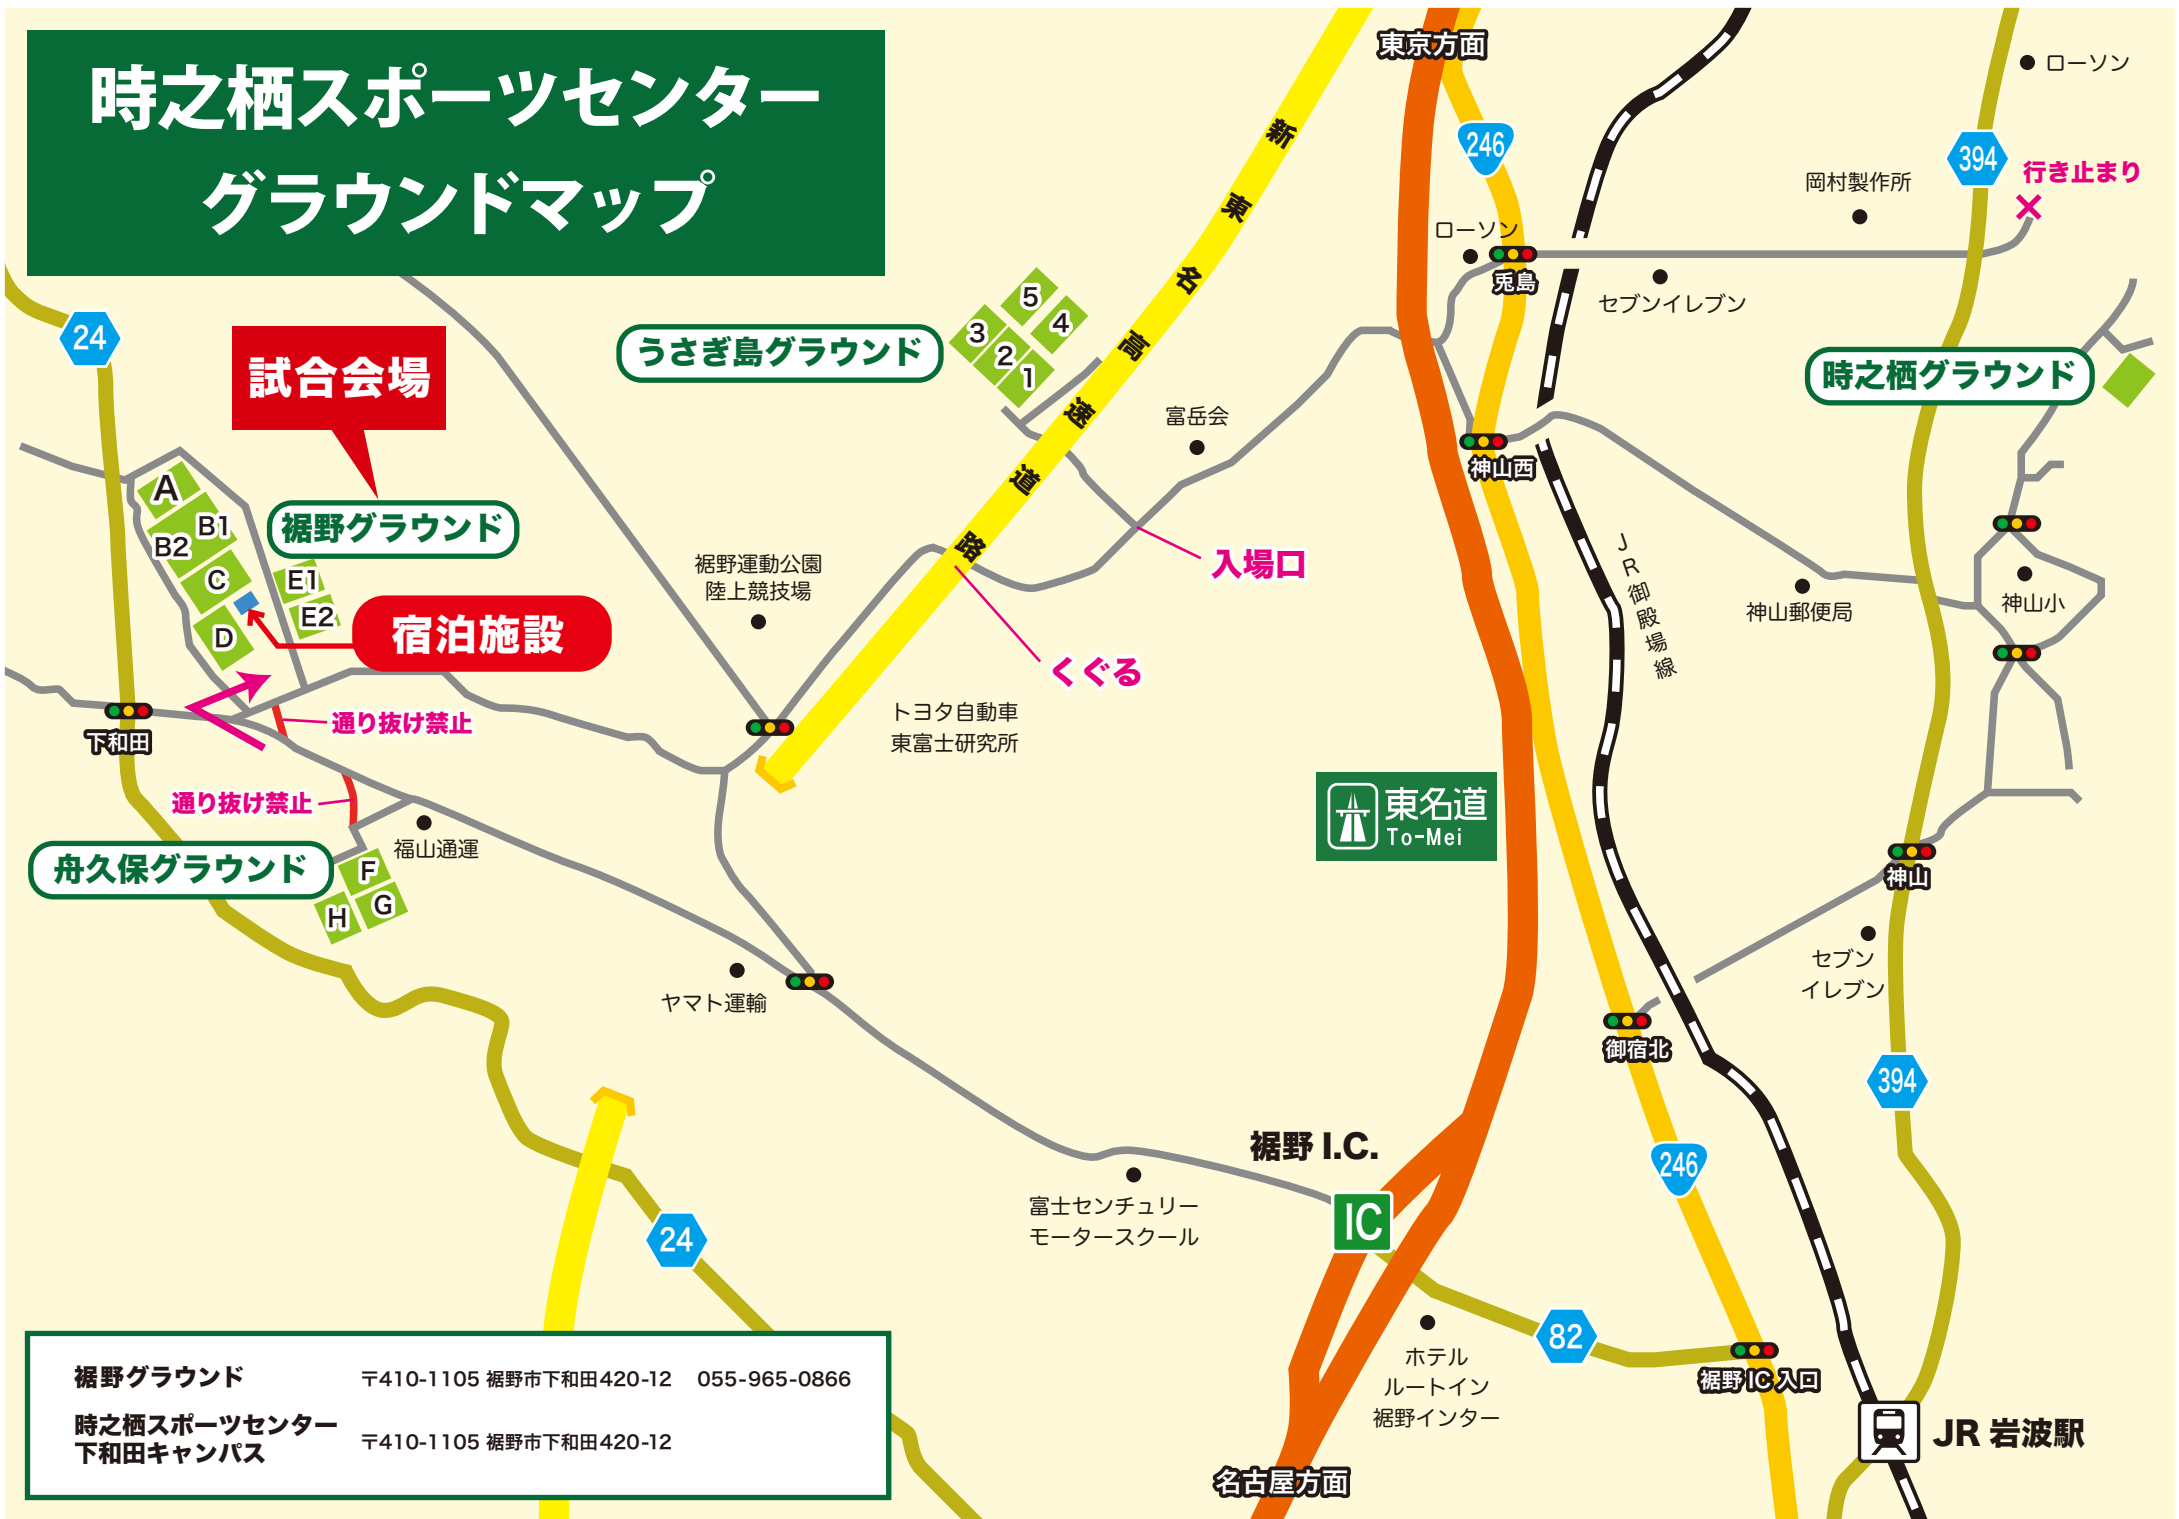 時之栖スポーツセンター
グラウンドマップ
東京方面
246
394
ローソン
行き止まり
岡村製作所
ローソン
兎島
セブンイレブン
新東名高速道路
24
試合会場
うさぎ島グラウンド
5
4
3
2
1
時之栖グラウンド
富岳会
神山西
A
B1
B2
C
D
E1
E2
裾野グラウンド
宿泊施設
裾野運動公園
陸上競技場
入場口
くぐる
JR御殿場線
神山郵便局
神山小
下和田
通り抜け禁止
通り抜け禁止
トヨタ自動車
東富士研究所
東名道
To-Mei
舟久保グラウンド
福山通運
F
G
H
神山
セブン
イレブン
ヤマト運輸
御宿北
394
裾野 I.C.
246
富士センチュリー
モータースクール
IC
24
82
ホテル
ルートイン
裾野インター
裾野 IC 入口
JR 岩波駅
名古屋方面
裾野グラウンド 〒410-1105 裾野市下和田420-12 055-965-0866
時之栖スポーツセンター
下和田キャンパス 〒410-1105 裾野市下和田420-12